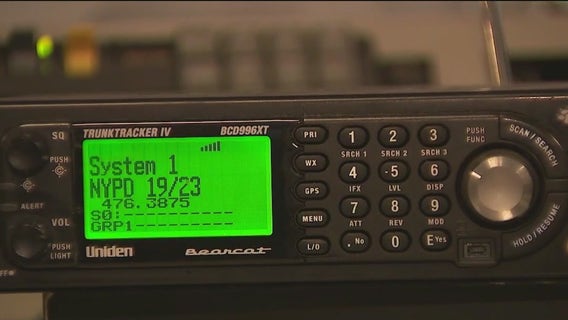 SQ
PUSH
ALERT
VOL
PUSH
LIGHT
OFF
TRUNKTRACKER IV BCD996XT
System 1
NYPD 19/23
476.3875
S0:----------
GRP1----------
Uniden Bearcat
PRI 1 2 3
SRCH 1 SRCH 2 SRCH 3
WX 4 -5 6
IFX LVL DISP
GPS 7 8 9
ATT REV MOD
MENU
L/O . No 0 E Yes
PUSH
FUNC
SCAN/SEARCH
HOLD/RESUME